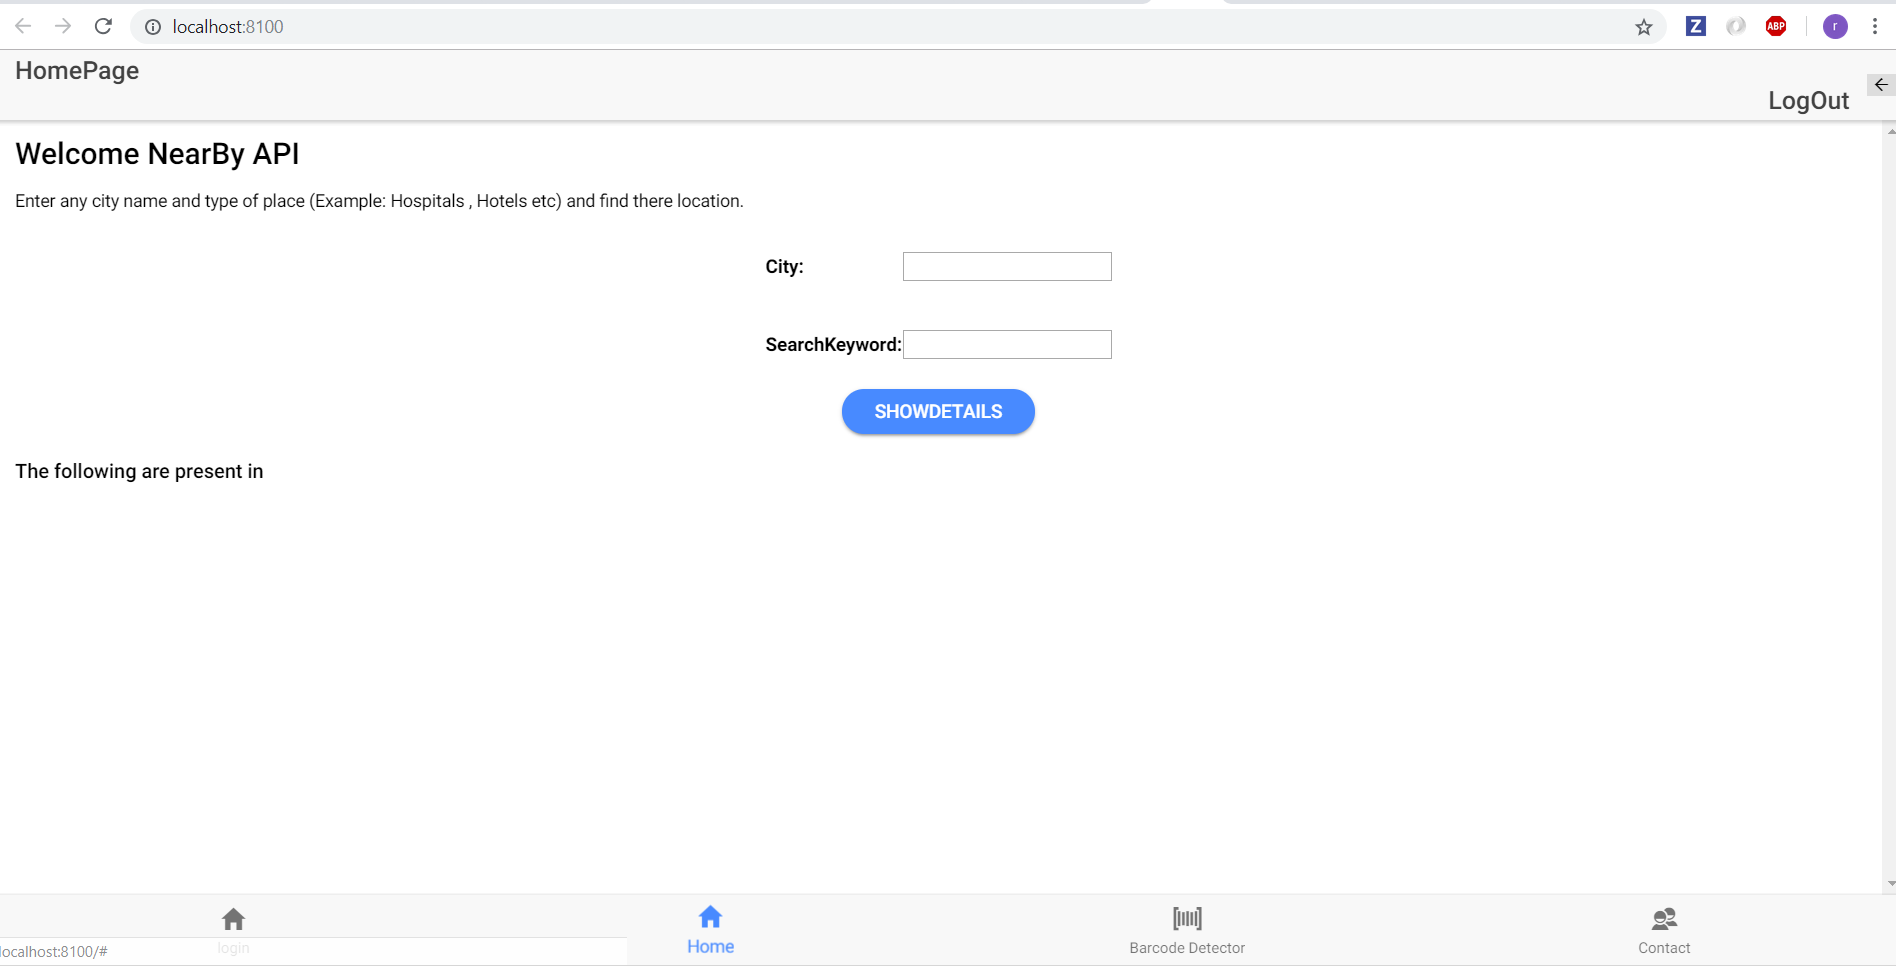 localhost:8100
Z
ABP
r
HomePage
LogOut
Welcome NearBy API
Enter any city name and type of place (Example: Hospitals , Hotels etc) and find there location.
City:
SearchKeyword:
SHOWDETAILS
The following are present in
login
Home
Barcode Detector
Contact
localhost:8100/#